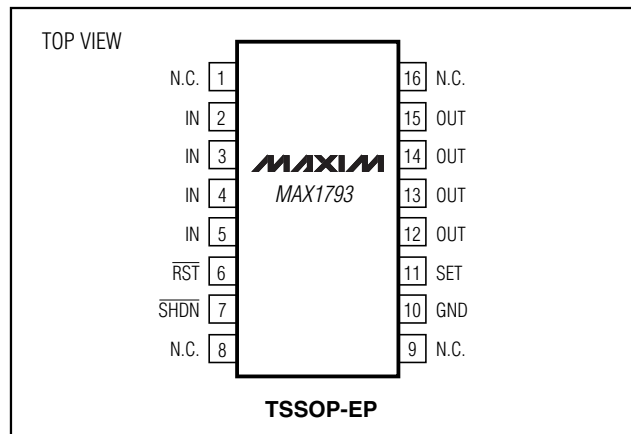 TOP VIEW
N.C. 1 16 N.C.
IN 2 15 OUT
IN 3 14 OUT
MAXIM
IN 4 MAX1793 13 OUT
IN 5 12 OUT
RST 6 11 SET
SHDN 7 10 GND
N.C. 8 9 N.C.
TSSOP-EP